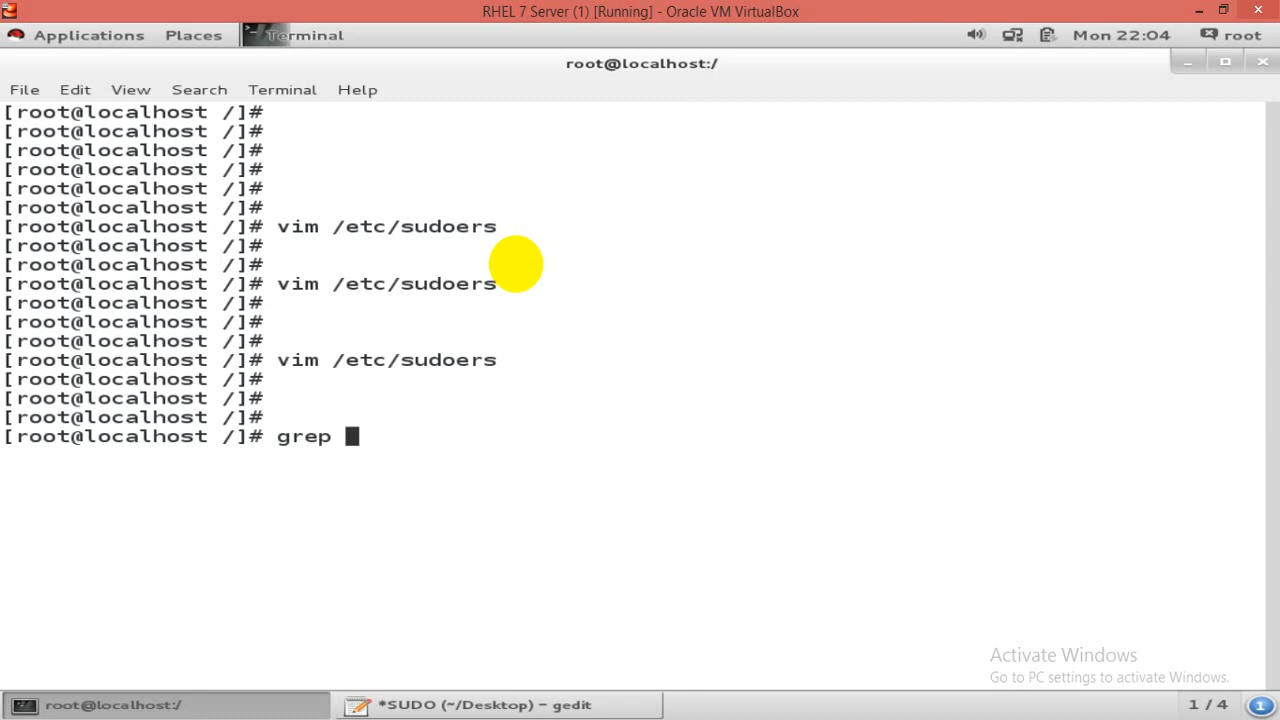 RHEL 7 Server (1) [Running] - Oracle VM VirtualBox
Applications Places Terminal Mon 22:04 root
root@localhost:/
File Edit View Search Terminal Help
[root@localhost /]#
[root@localhost /]#
[root@localhost /]#
[root@localhost /]#
[root@localhost /]#
[root@localhost /]#
[root@localhost /]# vim /etc/sudoers
[root@localhost /]#
[root@localhost /]#
[root@localhost /]# vim /etc/sudoers
[root@localhost /]#
[root@localhost /]#
[root@localhost /]#
[root@localhost /]# vim /etc/sudoers
[root@localhost /]#
[root@localhost /]#
[root@localhost /]#
[root@localhost /]# grep
Activate Windows
Go to PC settings to activate Windows.
root@localhost:/ *SUDO (~/Desktop) - gedit 1 / 4 1